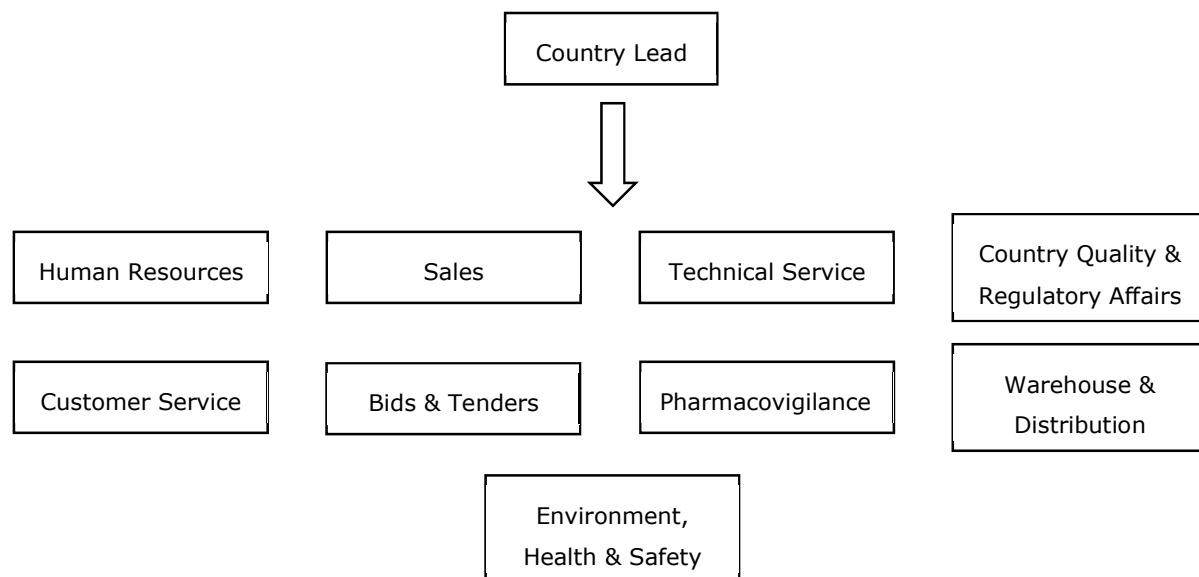 Country Lead
Human Resources
Sales
Technical Service
Country Quality &
Regulatory Affairs
Customer Service
Bids & Tenders
Pharmacovigilance
Warehouse &
Distribution
Environment,
Health & Safety